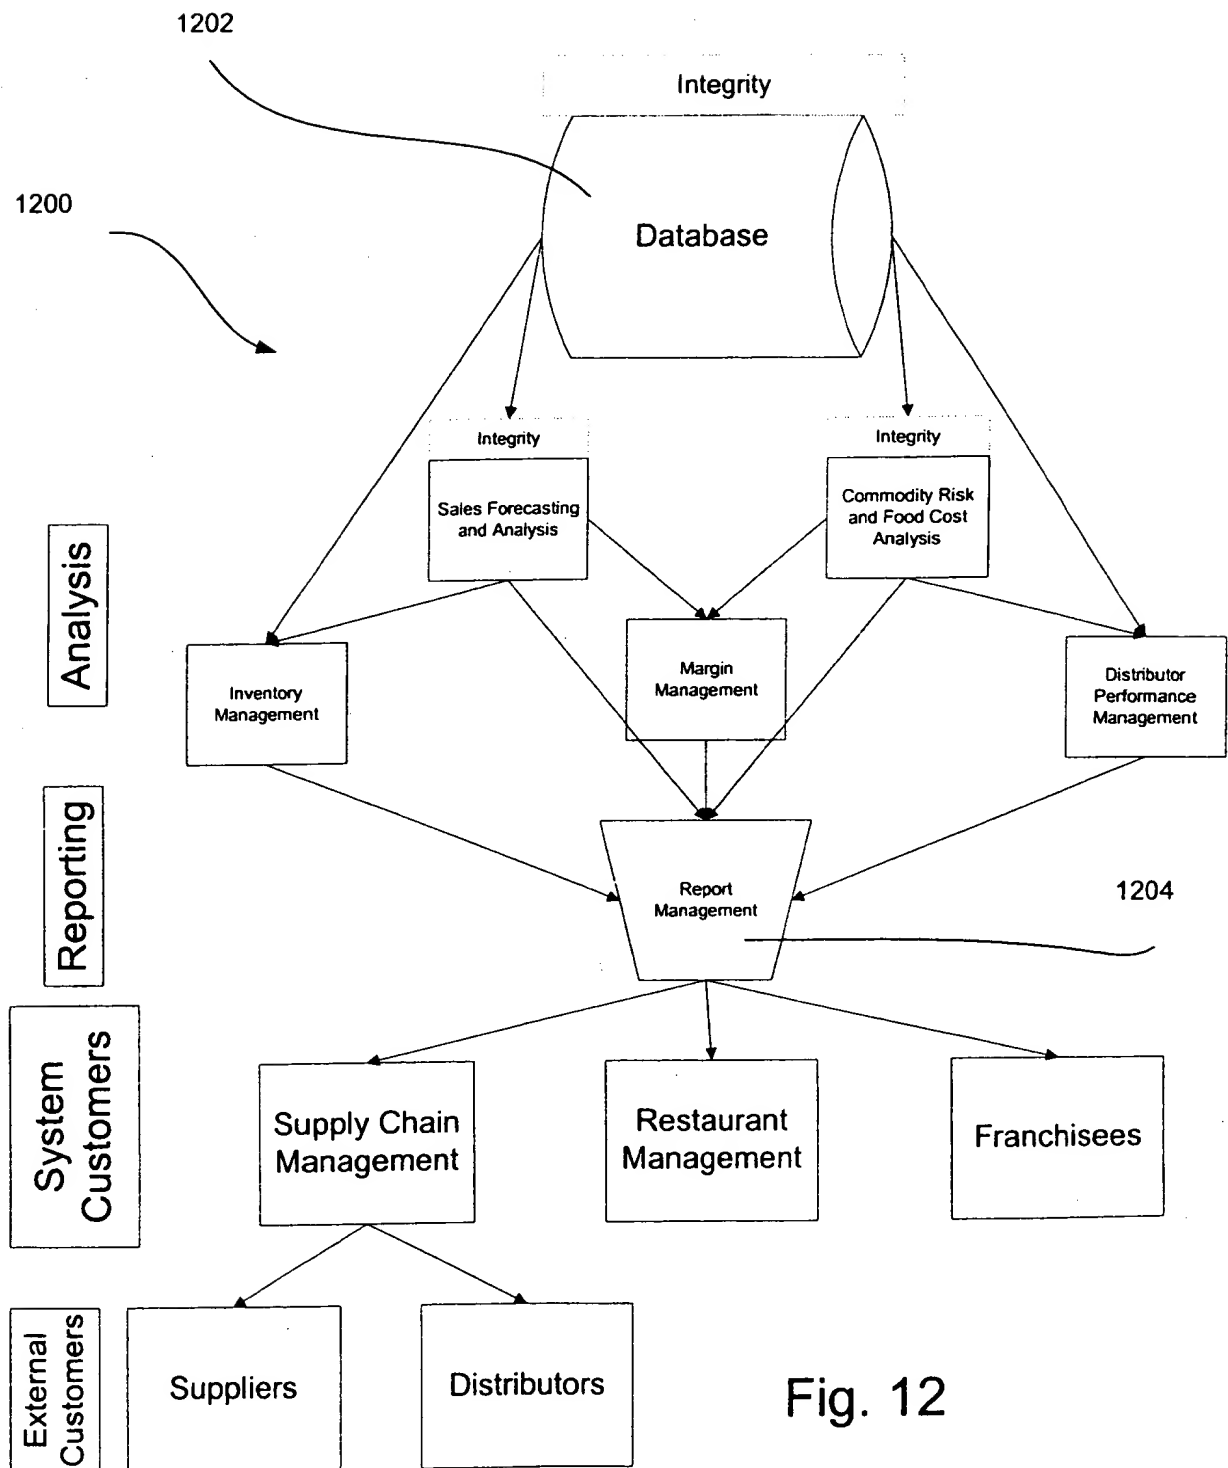 1202
Integrity
1200
Database
Integrity
Integrity
Sales Forecasting
and Analysis
Commodity Risk
and Food Cost
Analysis
Analysis
Inventory
Management
Margin
Management
Distributor
Performance
Management
Reporting
Report
Management
1204
System
Customers
Supply Chain
Management
Restaurant
Management
Franchisees
External
Customers
Suppliers
Distributors
Fig. 12